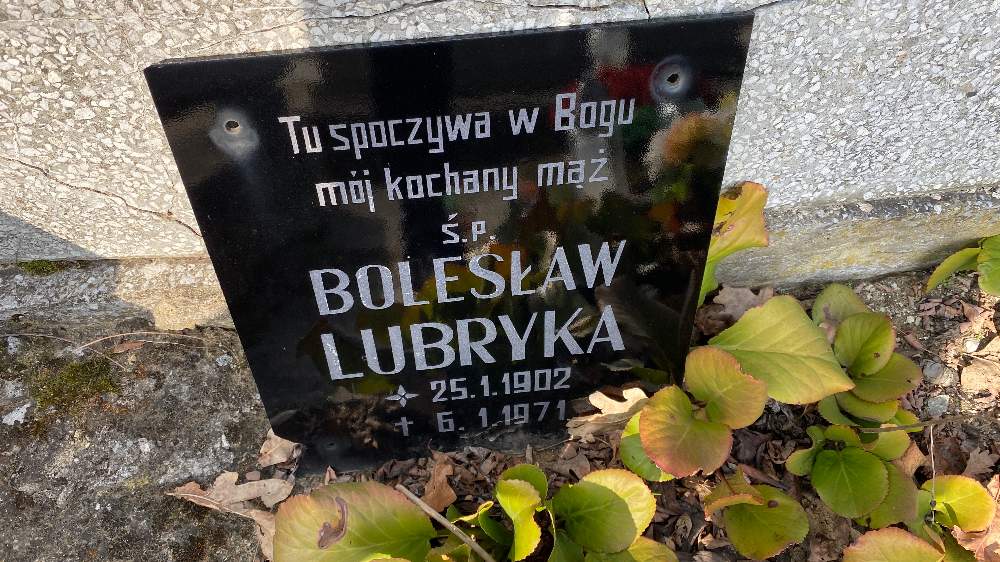 Tu spoczywa w Bogu
mój kochany mąż
ś.p.
BOLESŁAW
LUBRYKA
25.1.1902
† 6.1.1971